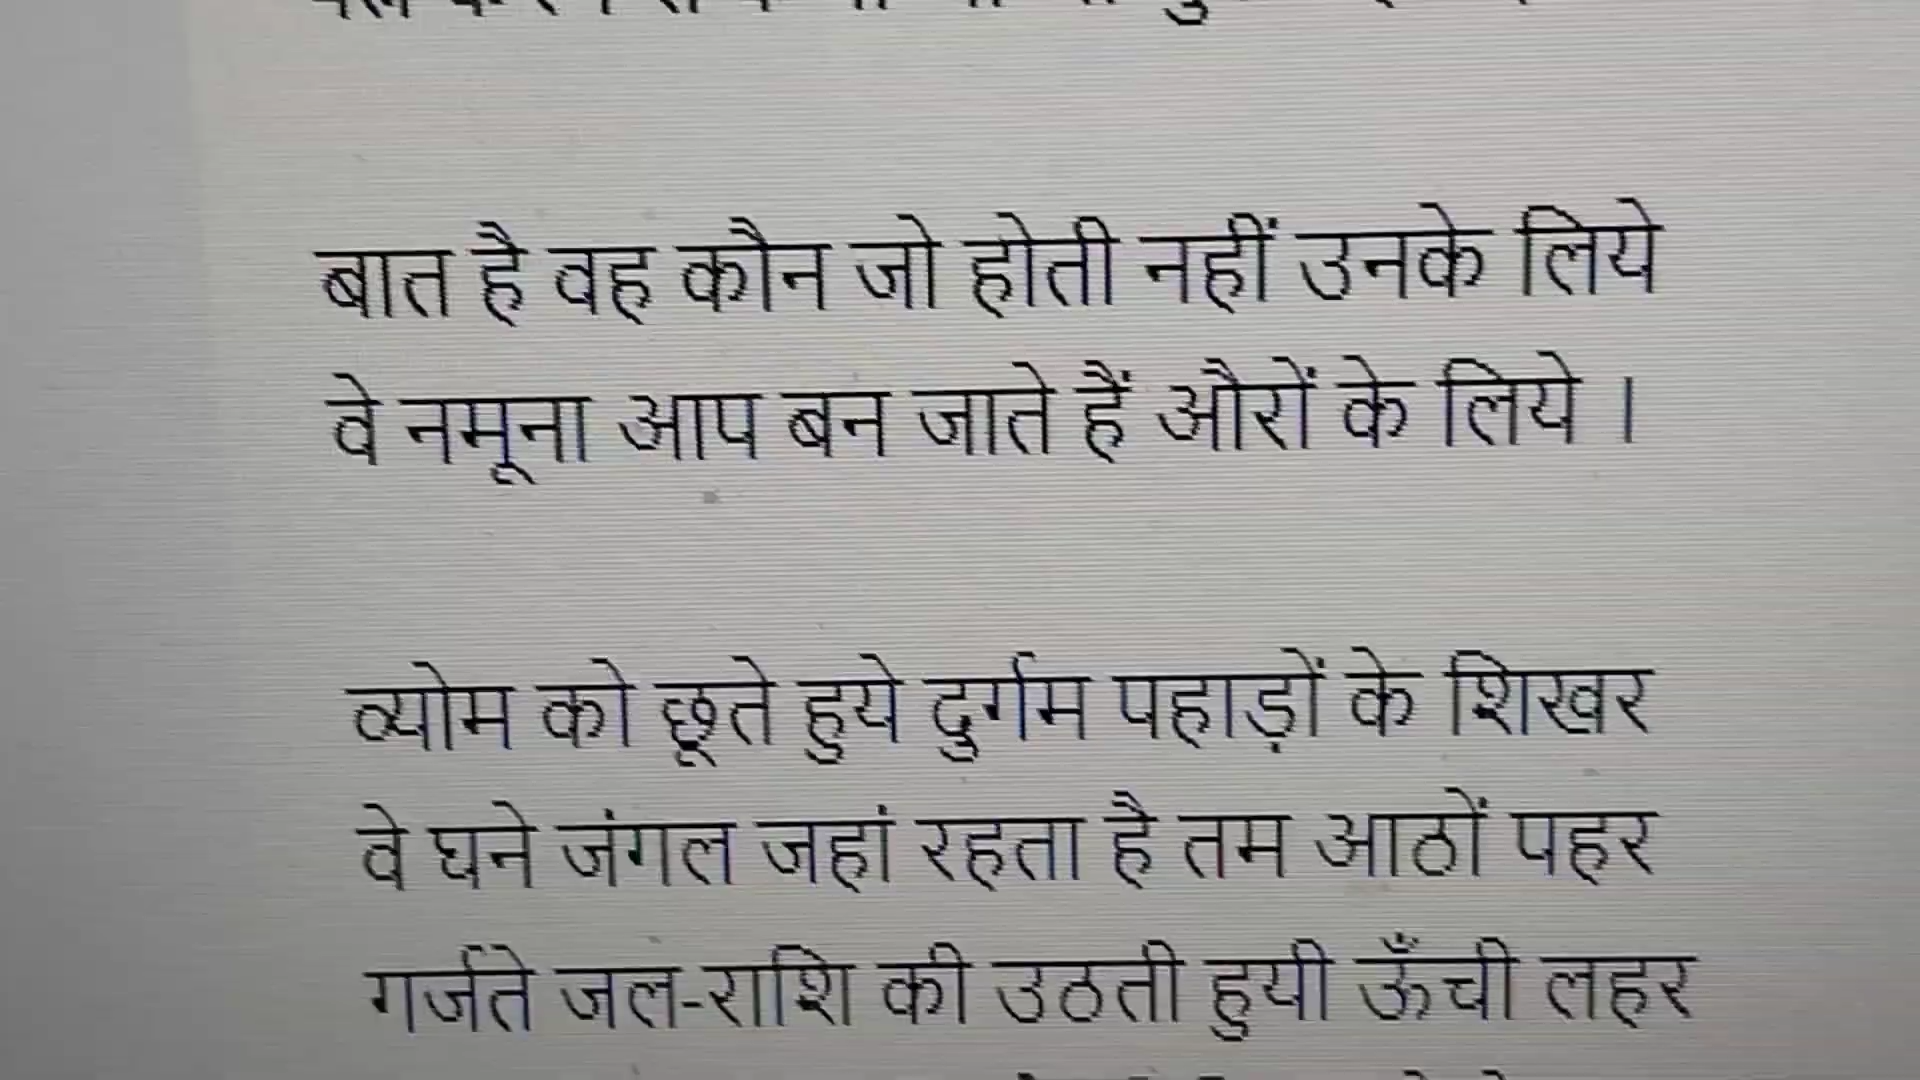 बात है वह कौन जो होती नहीं उनके लिये
वे नमूना आप बन जाते हैं औरों के लिये ।
व्योम को छूते हुये दुर्गम पहाड़ों के शिखर
वे घने जंगल जहां रहता है तम आठों पहर
गर्जते जल-राशि की उठती हुयी ऊँची लहर